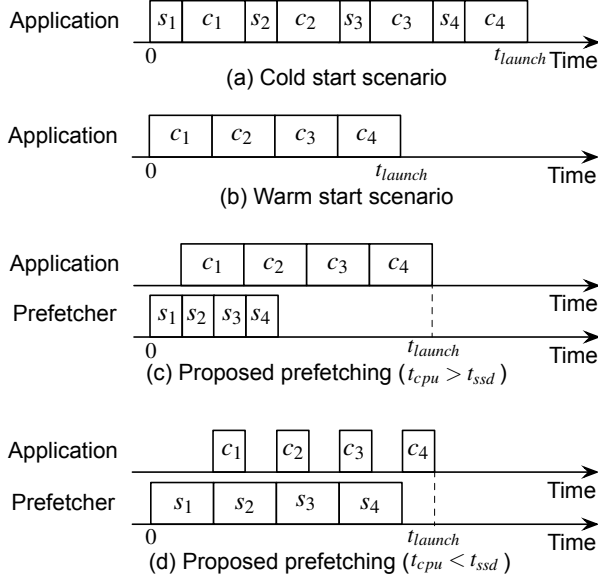 Application s1 c1 s2 c2 s3 c3 s4 c4
0 tlaunch Time
(a) Cold start scenario
Application c1 c2 c3 c4
0 tlaunch Time
(b) Warm start scenario
Application c1 c2 c3 c4
Time
Prefetcher s1 s2 s3 s4
0 tlaunch Time
(c) Proposed prefetching (tcpu > tssd)
Application c1 c2 c3 c4
Time
Prefetcher s1 s2 s3 s4
0 tlaunch Time
(d) Proposed prefetching (tcpu < tssd)